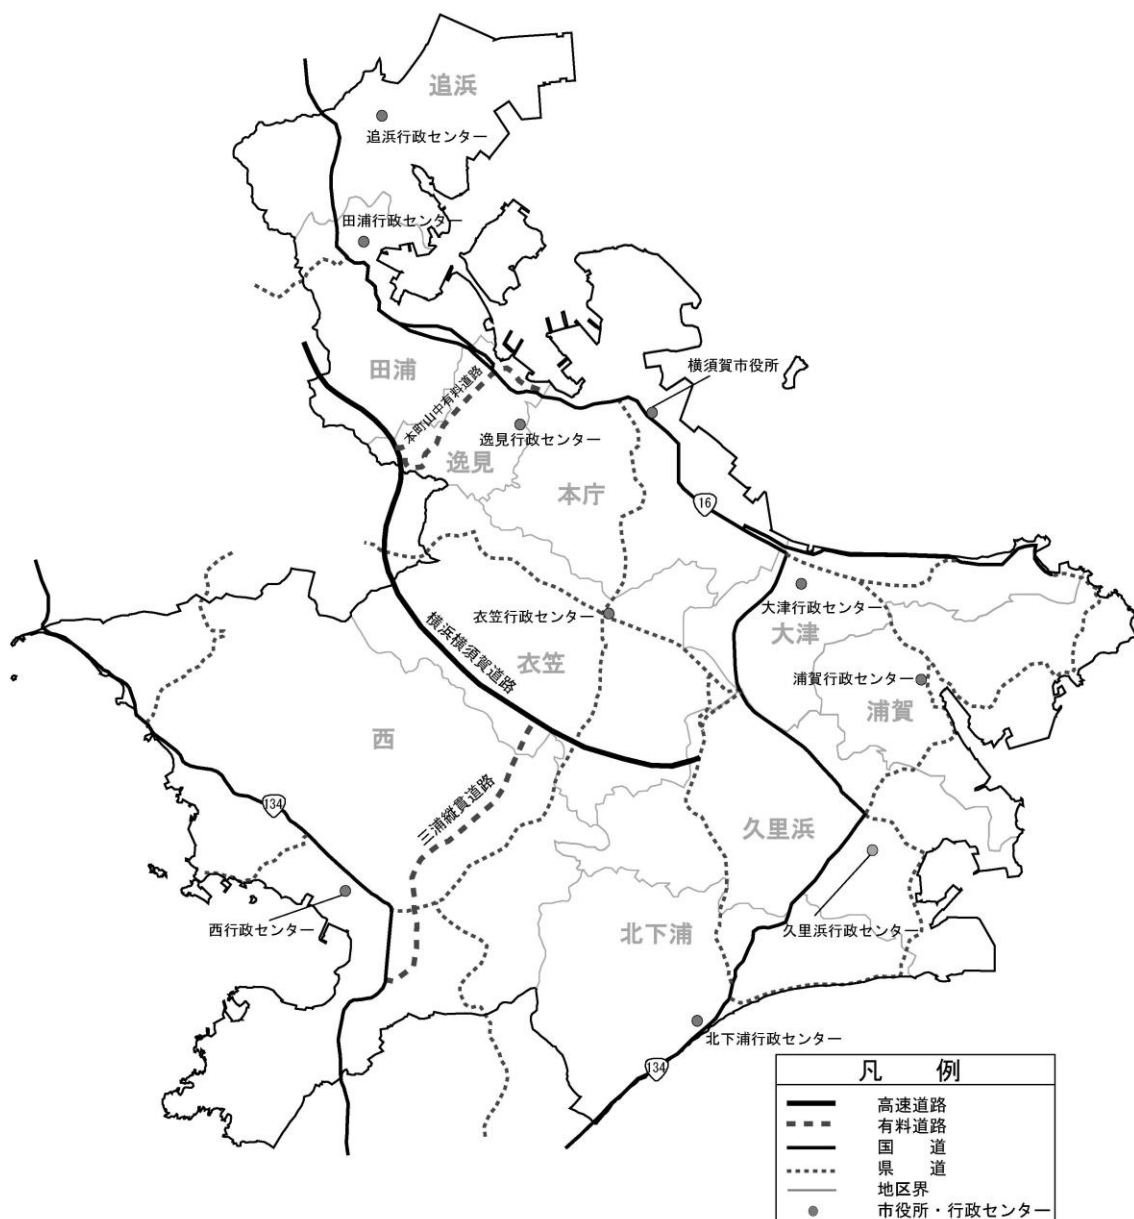 追浜
追浜行政センター
田浦行政センター
田浦
本町山中有料道路
横須賀市役所
逸見行政センター
逸見
本庁
16
大津行政センター
大津
衣笠行政センター
衣笠
横浜横須賀道路
浦賀行政センター
浦賀
西
134
三浦縦貫道路
久里浜
西行政センター
久里浜行政センター
北下浦
北下浦行政センター
134
凡 例
高速道路
有料道路
国 道
県 道
地区界
市役所・行政センター